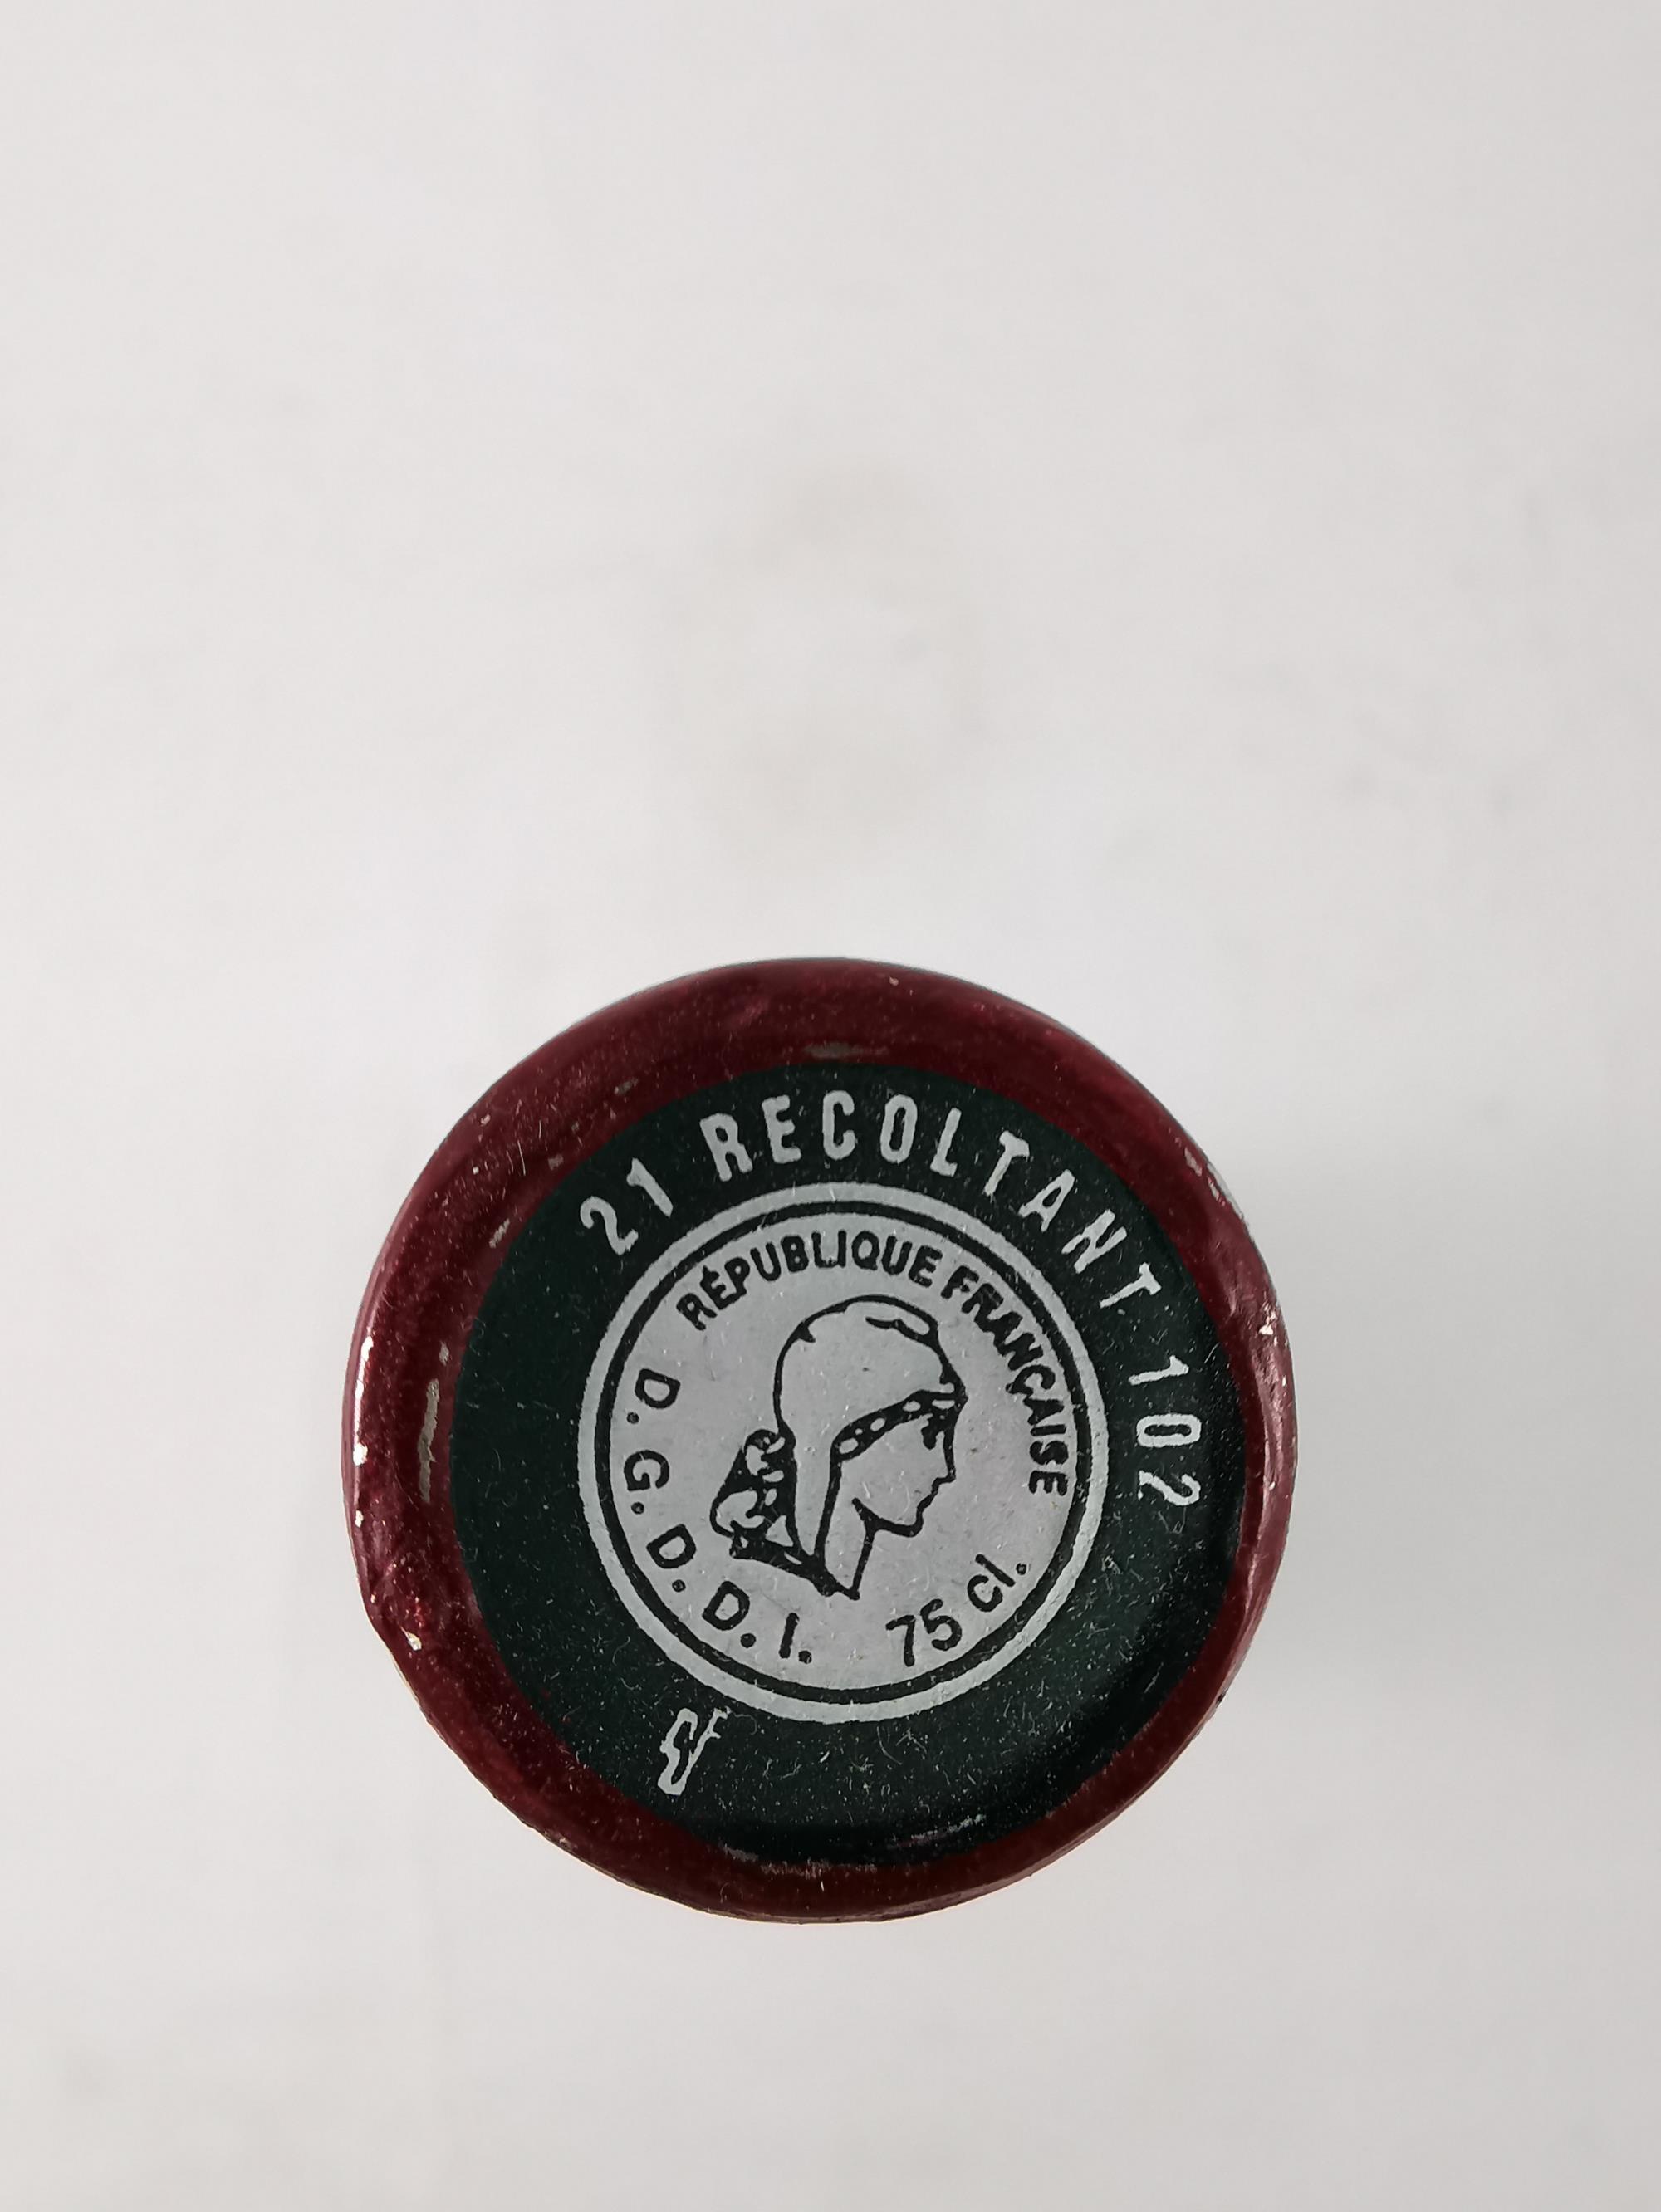 21 RECOLTANT 102
RÉPUBLIQUE FRANÇAISE
D.G.D.D.I. 75 cl.